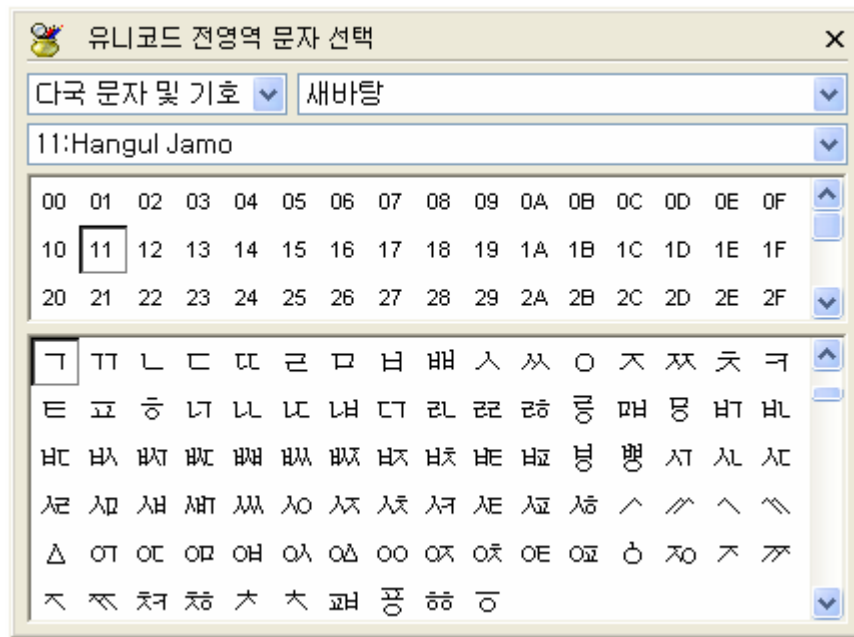 유니코드 전영역 문자 선택
다국 문자 및 기호 새바탕
11:Hangul Jamo
00 01 02 03 04 05 06 07 08 09 0A 0B 0C 0D 0E 0F
10 11 12 13 14 15 16 17 18 19 1A 1B 1C 1D 1E 1F
20 21 22 23 24 25 26 27 28 29 2A 2B 2C 2D 2E 2F
ᄀ ᄁ ᄂ ᄃ ᄄ ᄅ ᄆ ᄇ ᄈ ᄉ ᄊ ᄋ ᄌ ᄍ ᄎ ᄏ
ᄐ ᄑ ᄒ ᄓ ᄔ ᄕ ᄖ ᄗ ᄘ ᄙ ᄚ ᄛ ᄜ ᄝ ᄞ ᄟ
ᄠ ᄡ ᄢ ᄣ ᄤ ᄥ ᄦ ᄧ ᄨ ᄩ ᄪ ᄫ ᄬ ᄭ ᄮ ᄯ
ᄰ ᄱ ᄲ ᄳ ᄴ ᄵ ᄶ ᄷ ᄸ ᄹ ᄺ ᄻ ᄼ ᄽ ᄾ ᄿ
ᅀ ᅁ ᅂ ᅃ ᅄ ᅅ ᅆ ᅇ ᅈ ᅉ ᅊ ᅋ ᅌ ᅍ ᅎ ᅏ
ᅐ ᅑ ᅒ ᅓ ᅔ ᅕ ᅖ ᅗ ᅘ ᅙ